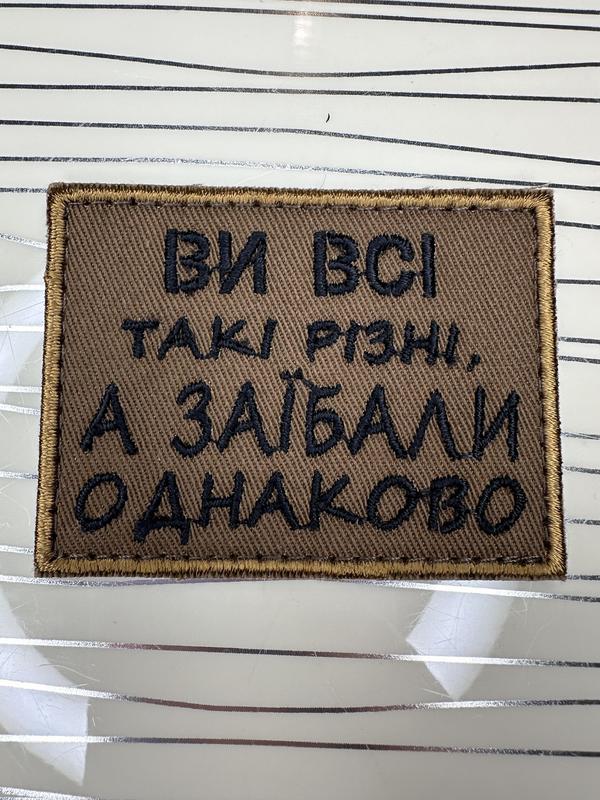 ВИ ВСІ
ТАКІ РІЗНІ,
А ЗАЇБАЛИ
ОДНАКОВО